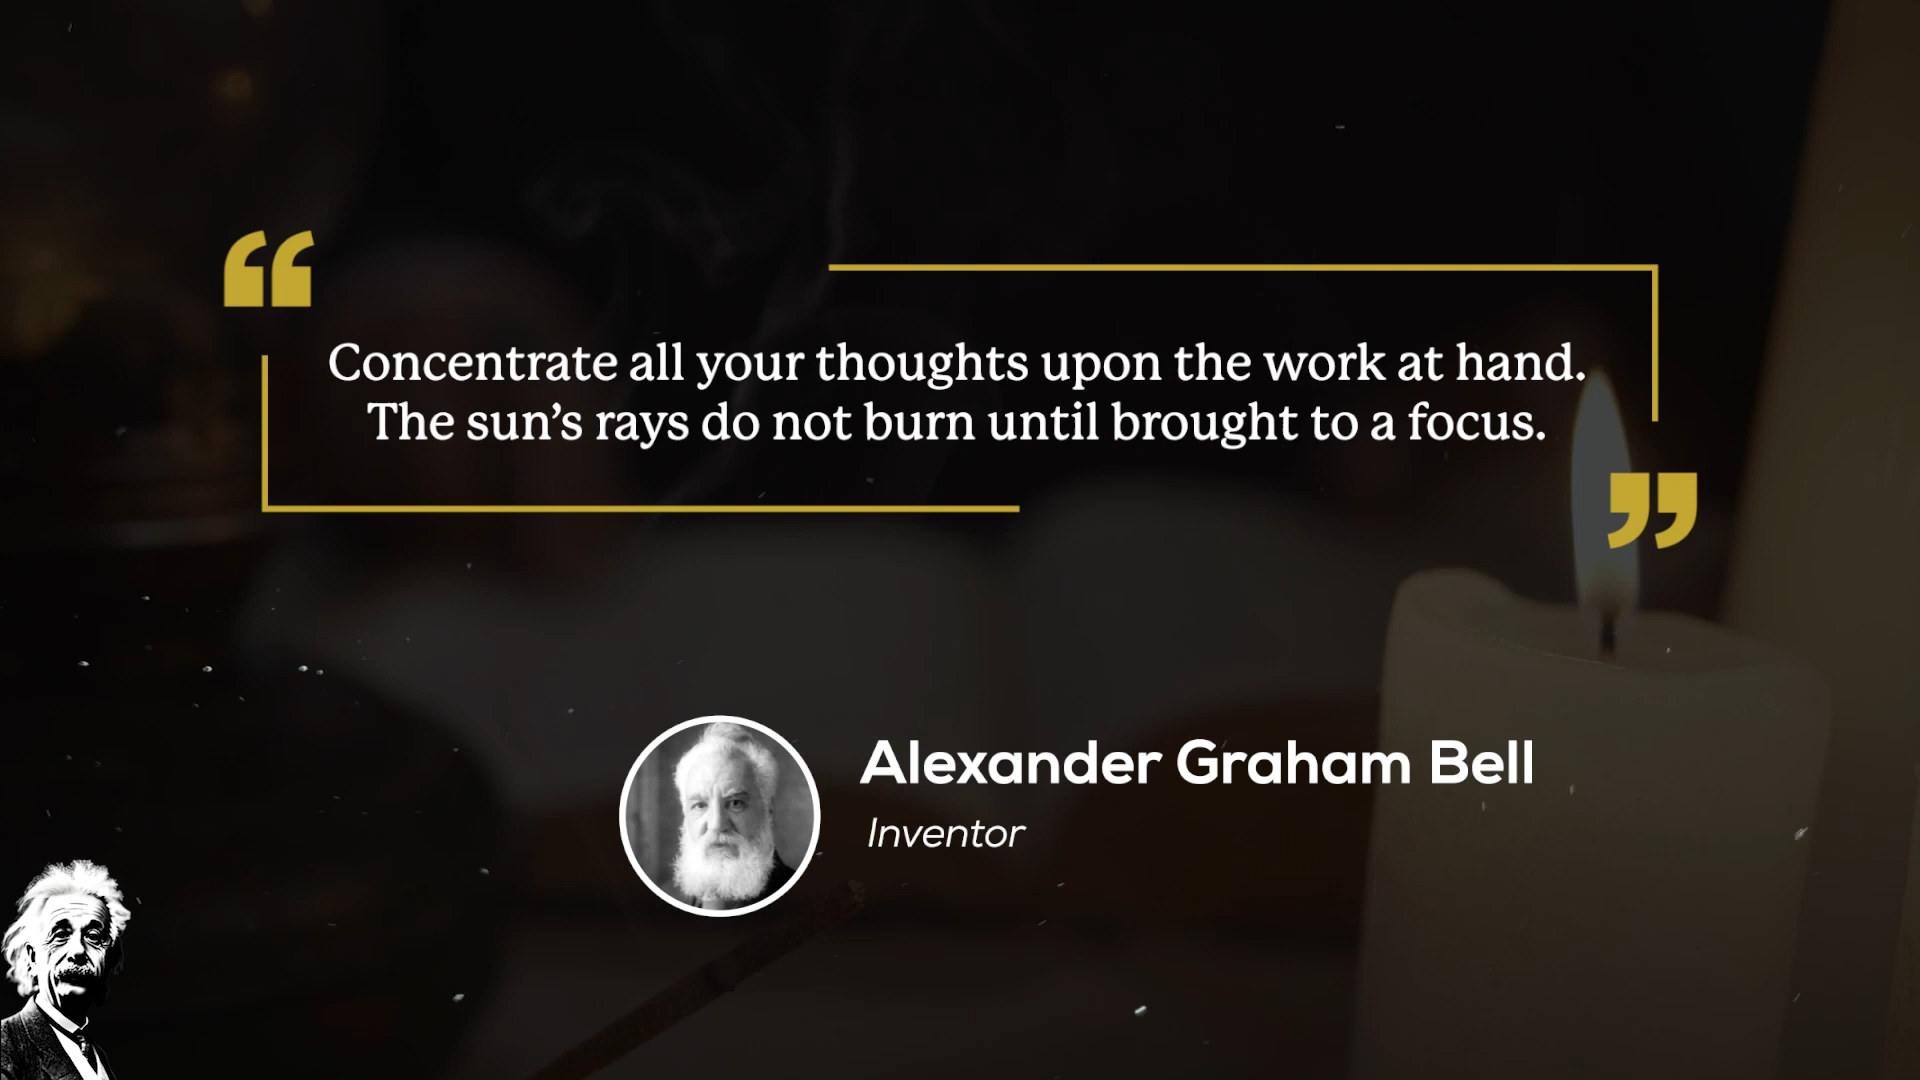 “
Concentrate all your thoughts upon the work at hand.
The sun’s rays do not burn until brought to a focus.
”
Alexander Graham Bell
Inventor